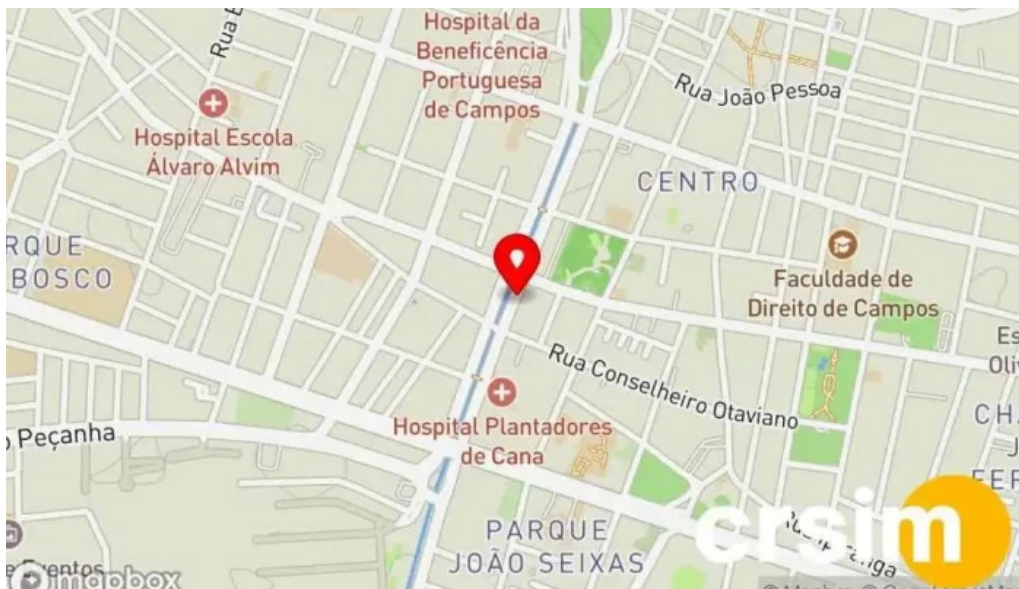 Hospital da
Beneficência
Portuguesa
de Campos
Rua João Pessoa
Hospital Escola
Álvaro Alvim
CENTRO
BOSCO
Faculdade de
Direito de Campos
Rua Conselheiro Otaviano
Hospital Plantadores
de Cana
Peçanha
PARQUE
JOÃO SEIXAS
crsim
mapbox